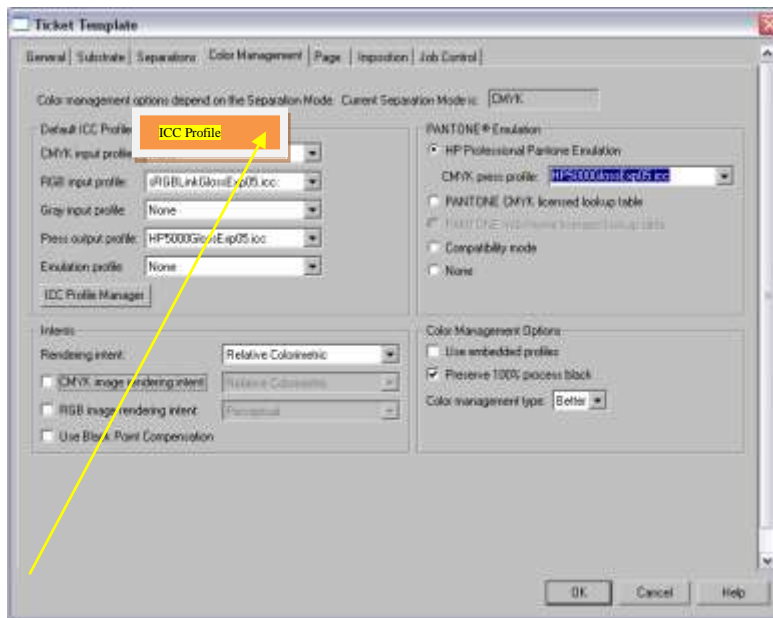 Ticket Template
General Substrate Separations Color Management Page Imposition Job Control
Color management options depend on the Separation Mode. Current Separation Mode is: CMYK
Default ICC Profile
ICC Profile
PANTONE® Emulation
CMYK input profile
HP Professional Pantone Emulation
RGB input profile: sRGBLinkGlossExp05.icc
CMYK press profile: HP5000GlossExp05.icc
Gray input profile: None
PANTONE CMYK licensed lookup table
Press output profile: HP5000GlossExp05.icc
Compatibility mode
Emulation profile: None
None
ICC Profile Manager
Intents
Color Management Options
Rendering intent: Relative Colorimetric
Use embedded profiles
CMYK image rendering intent Relative Colorimetric
Preserve 100% process black
RGB image rendering intent Perceptual
Color management type: Better
Use Black Point Compensation
OK Cancel Help